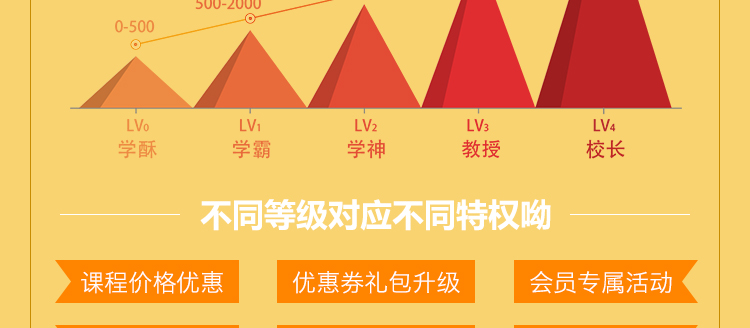 500-2000
0-500
LV0 LV1 LV2 LV3 LV4
学酥 学霸 学神 教授 校长
不同等级对应不同特权呦
课程价格优惠 优惠券礼包升级 会员专属活动